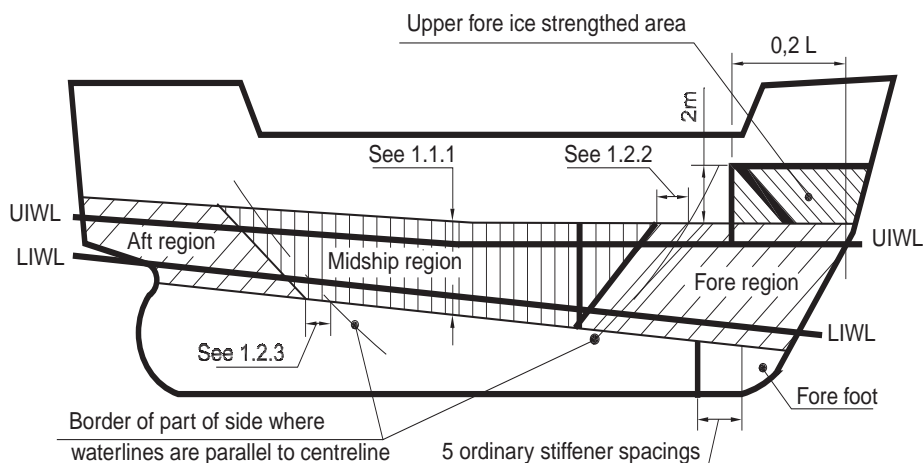 Upper fore ice strengthed area
0,2 L
2m
See 1.1.1
See 1.2.2
UIWL
Aft region
UIWL
LIWL
Midship region
Fore region
LIWL
See 1.2.3
Fore foot
Border of part of side where
waterlines are parallel to centreline
5 ordinary stiffener spacings